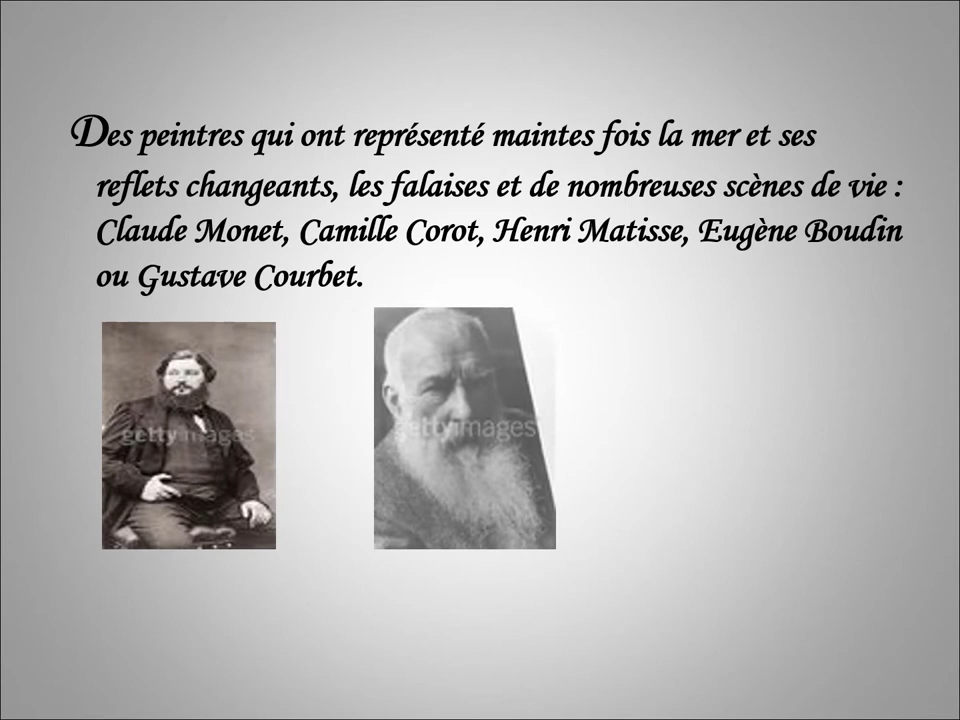 Des peintres qui ont représenté maintes fois la mer et ses
reflets changeants, les falaises et de nombreuses scènes de vie :
Claude Monet, Camille Corot, Henri Matisse, Eugène Boudin
ou Gustave Courbet.
gettyimages
gettyimages